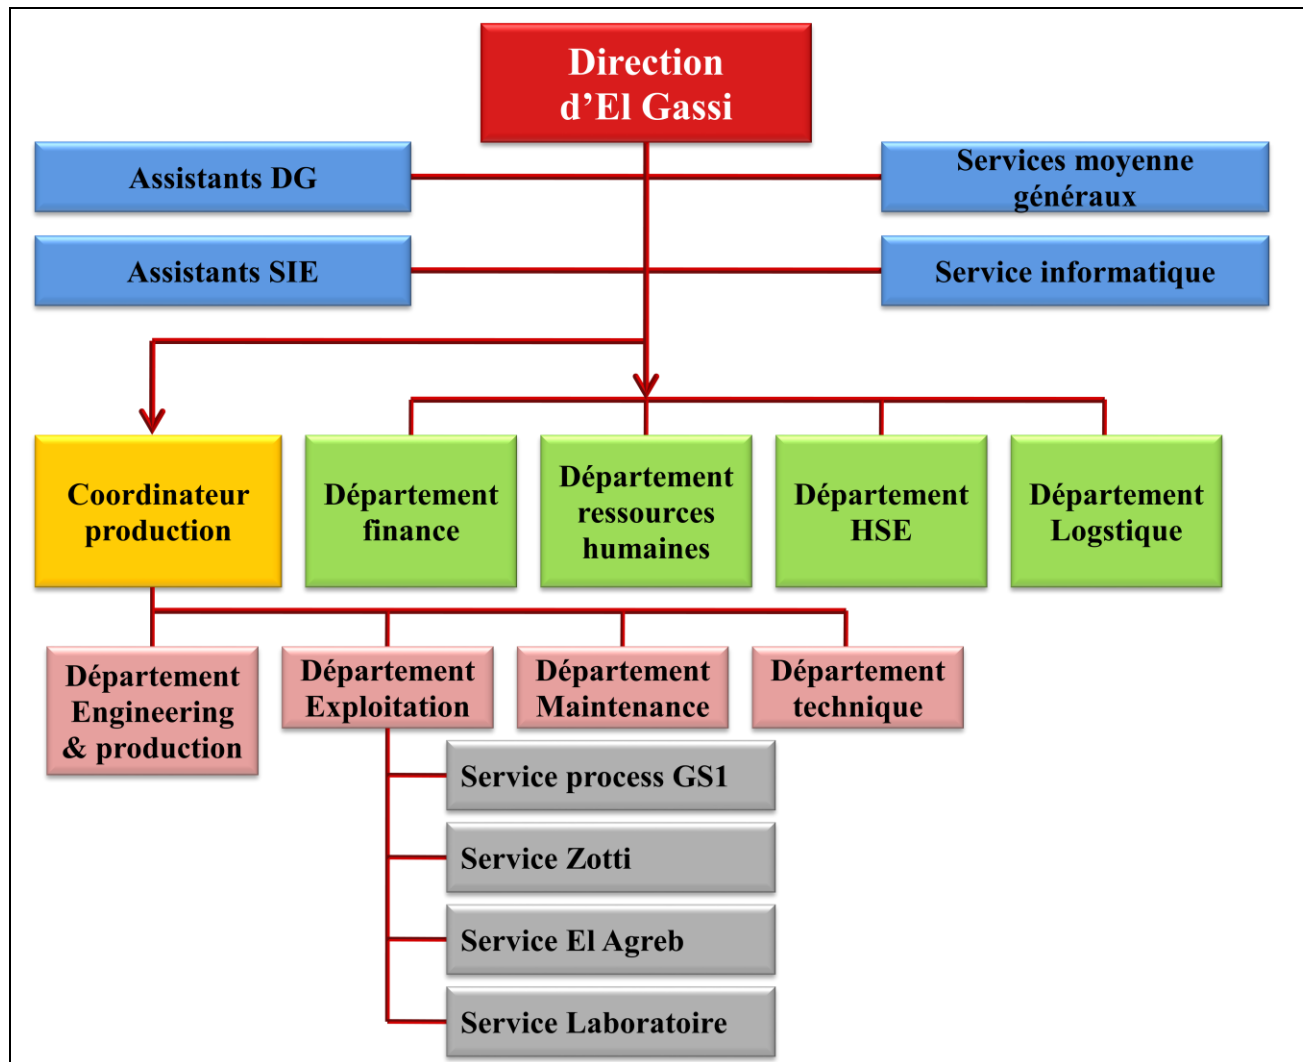 Direction
d’El Gassi
Assistants DG
Services moyenne
généraux
Assistants SIE
Service informatique
Coordinateur
production
Département
finance
Département
ressources
humaines
Département
HSE
Département
Logstique
Département
Engineering
& production
Département
Exploitation
Département
Maintenance
Département
technique
Service process GS1
Service Zotti
Service El Agreb
Service Laboratoire